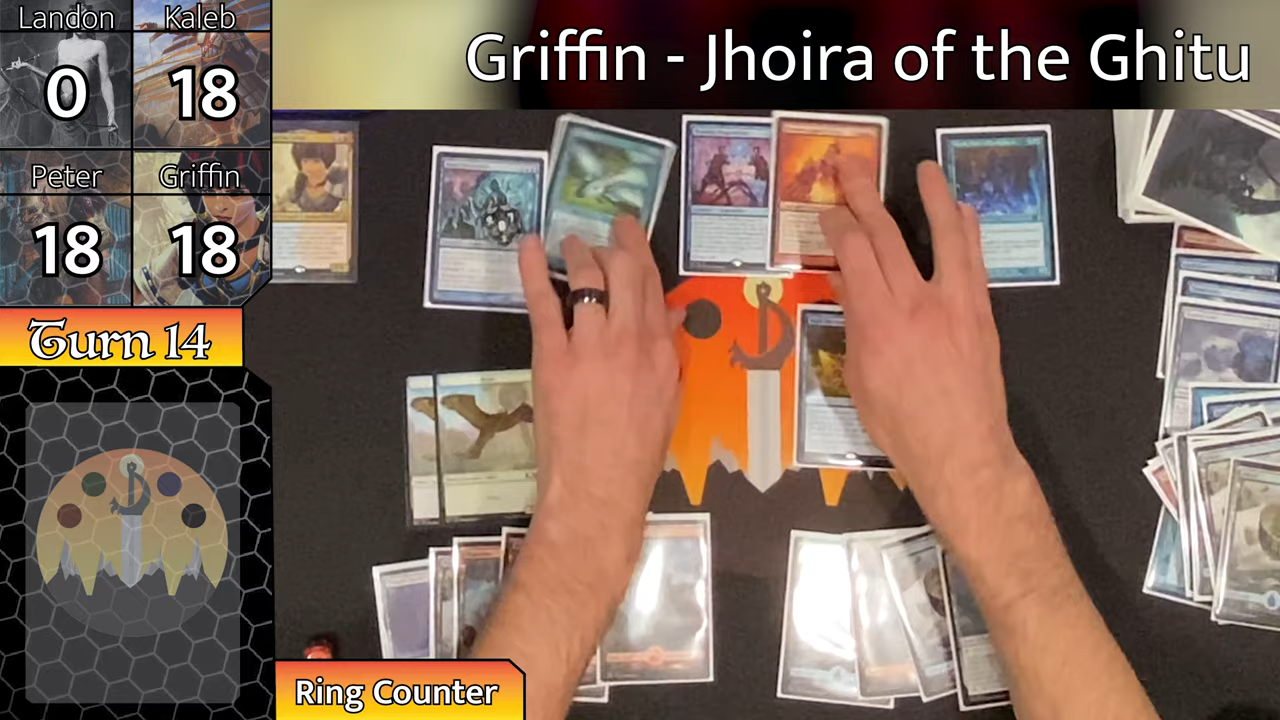 Landon
0
Kaleb
18
Peter
18
Griffin
18
Turn 14
Griffin - Jhoira of the Ghitu
Ring Counter